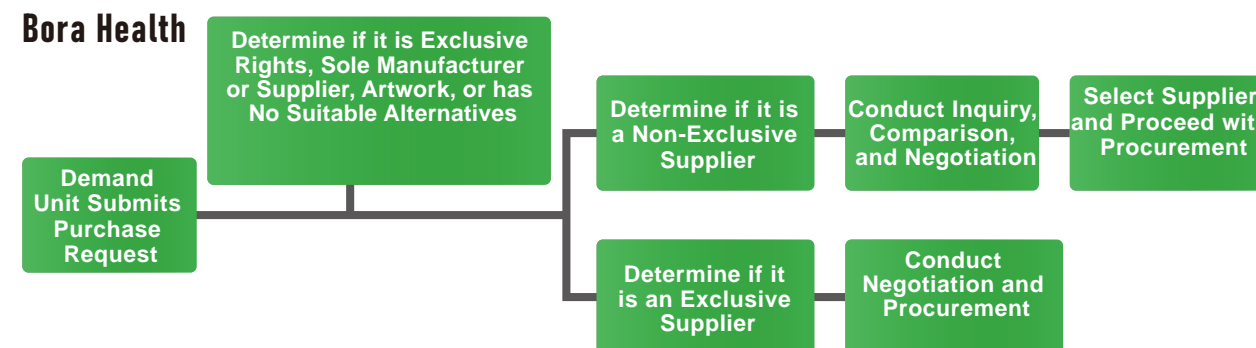 Bora Health
Determine if it is Exclusive
Rights, Sole Manufacturer
or Supplier, Artwork, or has
No Suitable Alternatives
Demand
Unit Submits
Purchase
Request
Determine if it is
a Non-Exclusive
Supplier
Conduct Inquiry,
Comparison,
and Negotiation
Select Supplier
and Proceed wit
Procurement
Determine if it
is an Exclusive
Supplier
Conduct
Negotiation and
Procurement